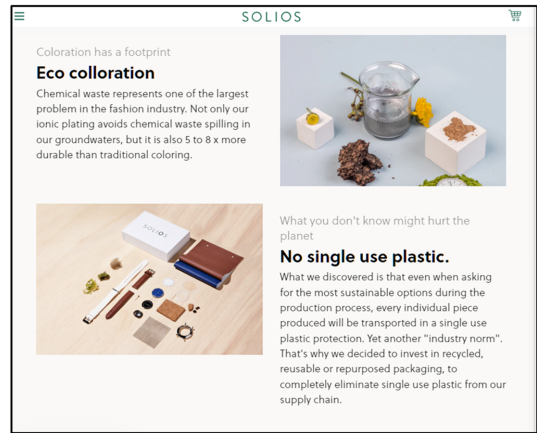 SOLIOS
Coloration has a footprint
Eco colloration
Chemical waste represents one of the largest
problem in the fashion industry. Not only our
ionic plating avoids chemical waste spilling in
our groundwaters, but it is also 5 to 8 x more
durable than traditional coloring.
SOLIOS
What you don't know might hurt the
planet
No single use plastic.
What we discovered is that even when asking
for the most sustainable options during the
production process, every individual piece
produced will be transported in a single use
plastic protection. Yet another "industry norm".
That's why we decided to invest in recycled,
reusable or repurposed packaging, to
completely eliminate single use plastic from our
supply chain.